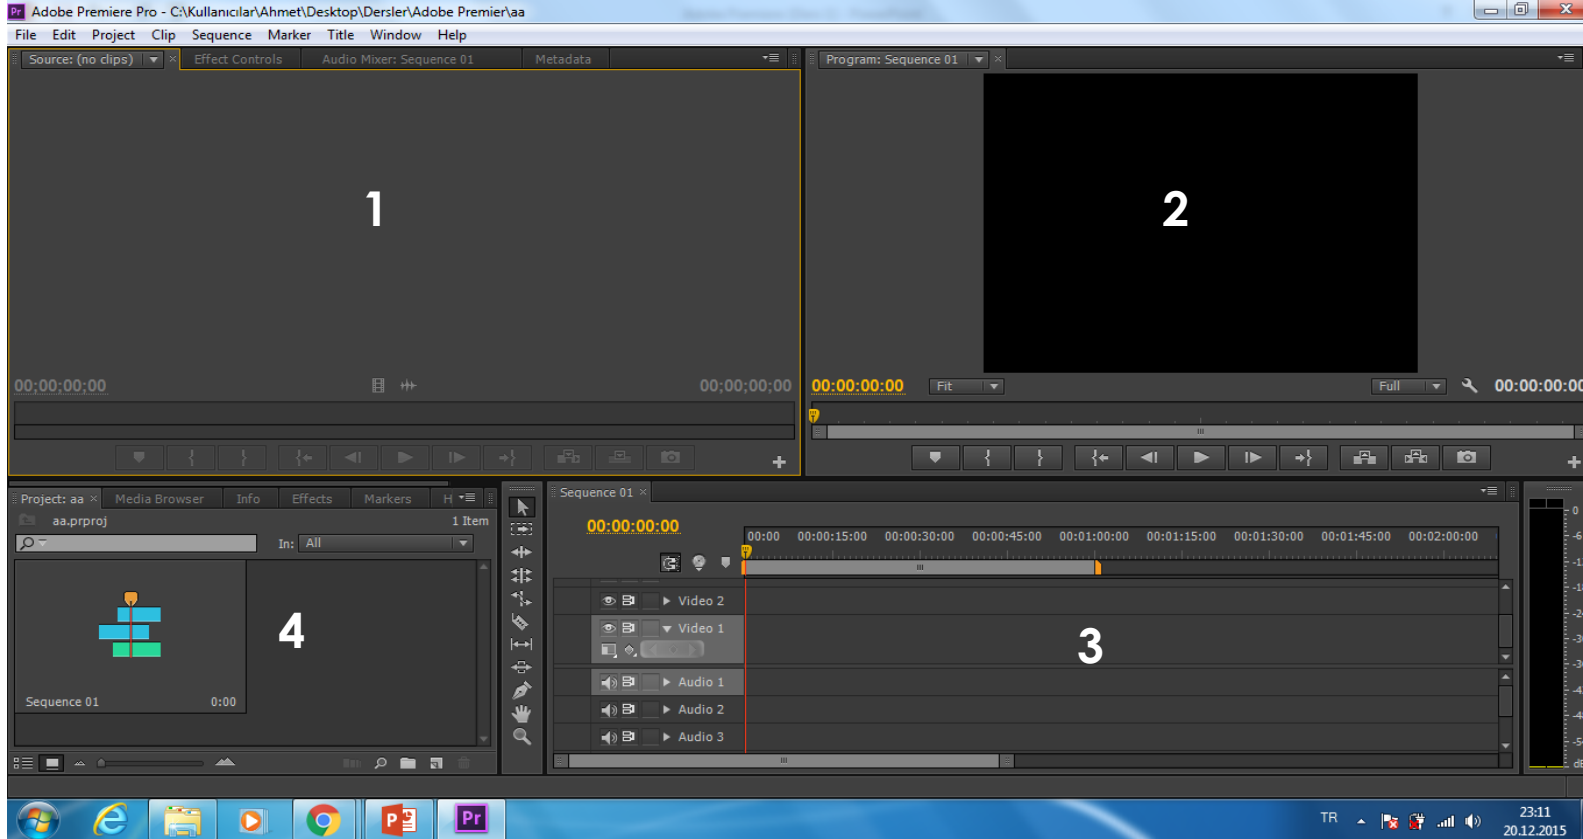 Adobe Premiere Pro - C:\Kullanıcılar\Ahmet\Desktop\Dersler\Adobe Premier\aa
File Edit Project Clip Sequence Marker Title Window Help
Source: (no clips) Effect Controls Audio Mixer: Sequence 01 Metadata
Program: Sequence 01
1
2
00;00;00;00 00;00;00;00
00:00:00:00 Fit Full 00:00:00:00
Project: aa Media Browser Info Effects Markers H
aa.prproj 1 Item
In: All
4
Sequence 01 0:00
Sequence 01
00:00:00:00
00:00 00:00:15:00 00:00:30:00 00:00:45:00 00:01:00:00 00:01:15:00 00:01:30:00 00:01:45:00 00:02:00:00
Video 2
Video 1
3
Audio 1
Audio 2
Audio 3
0
-6
TR
23:11
20.12.2015